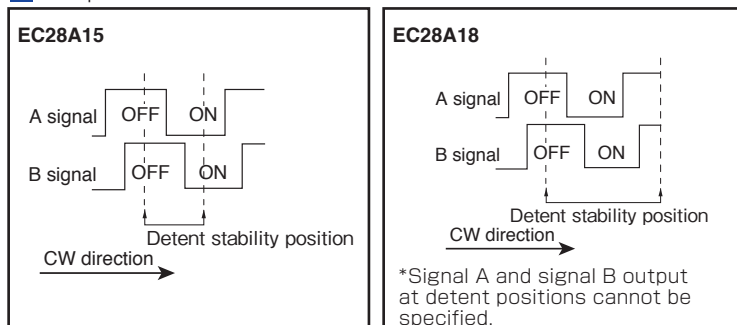 EC28A15
A signal
OFF
ON
B signal
OFF
ON
Detent stability position
CW direction
EC28A18
A signal
OFF
ON
B signal
OFF
ON
Detent stability position
CW direction
*Signal A and signal B output
at detent positions cannot be
specified.